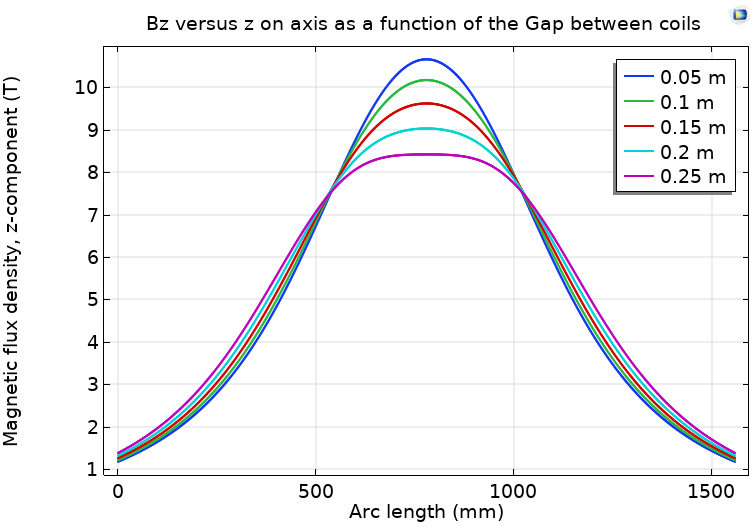 Bz versus z on axis as a function of the Gap between coils
Magnetic flux density, z-component (T)
10
9
8
7
6
5
4
3
2
1
0.05 m
0.1 m
0.15 m
0.2 m
0.25 m
0
500
1000
1500
Arc length (mm)